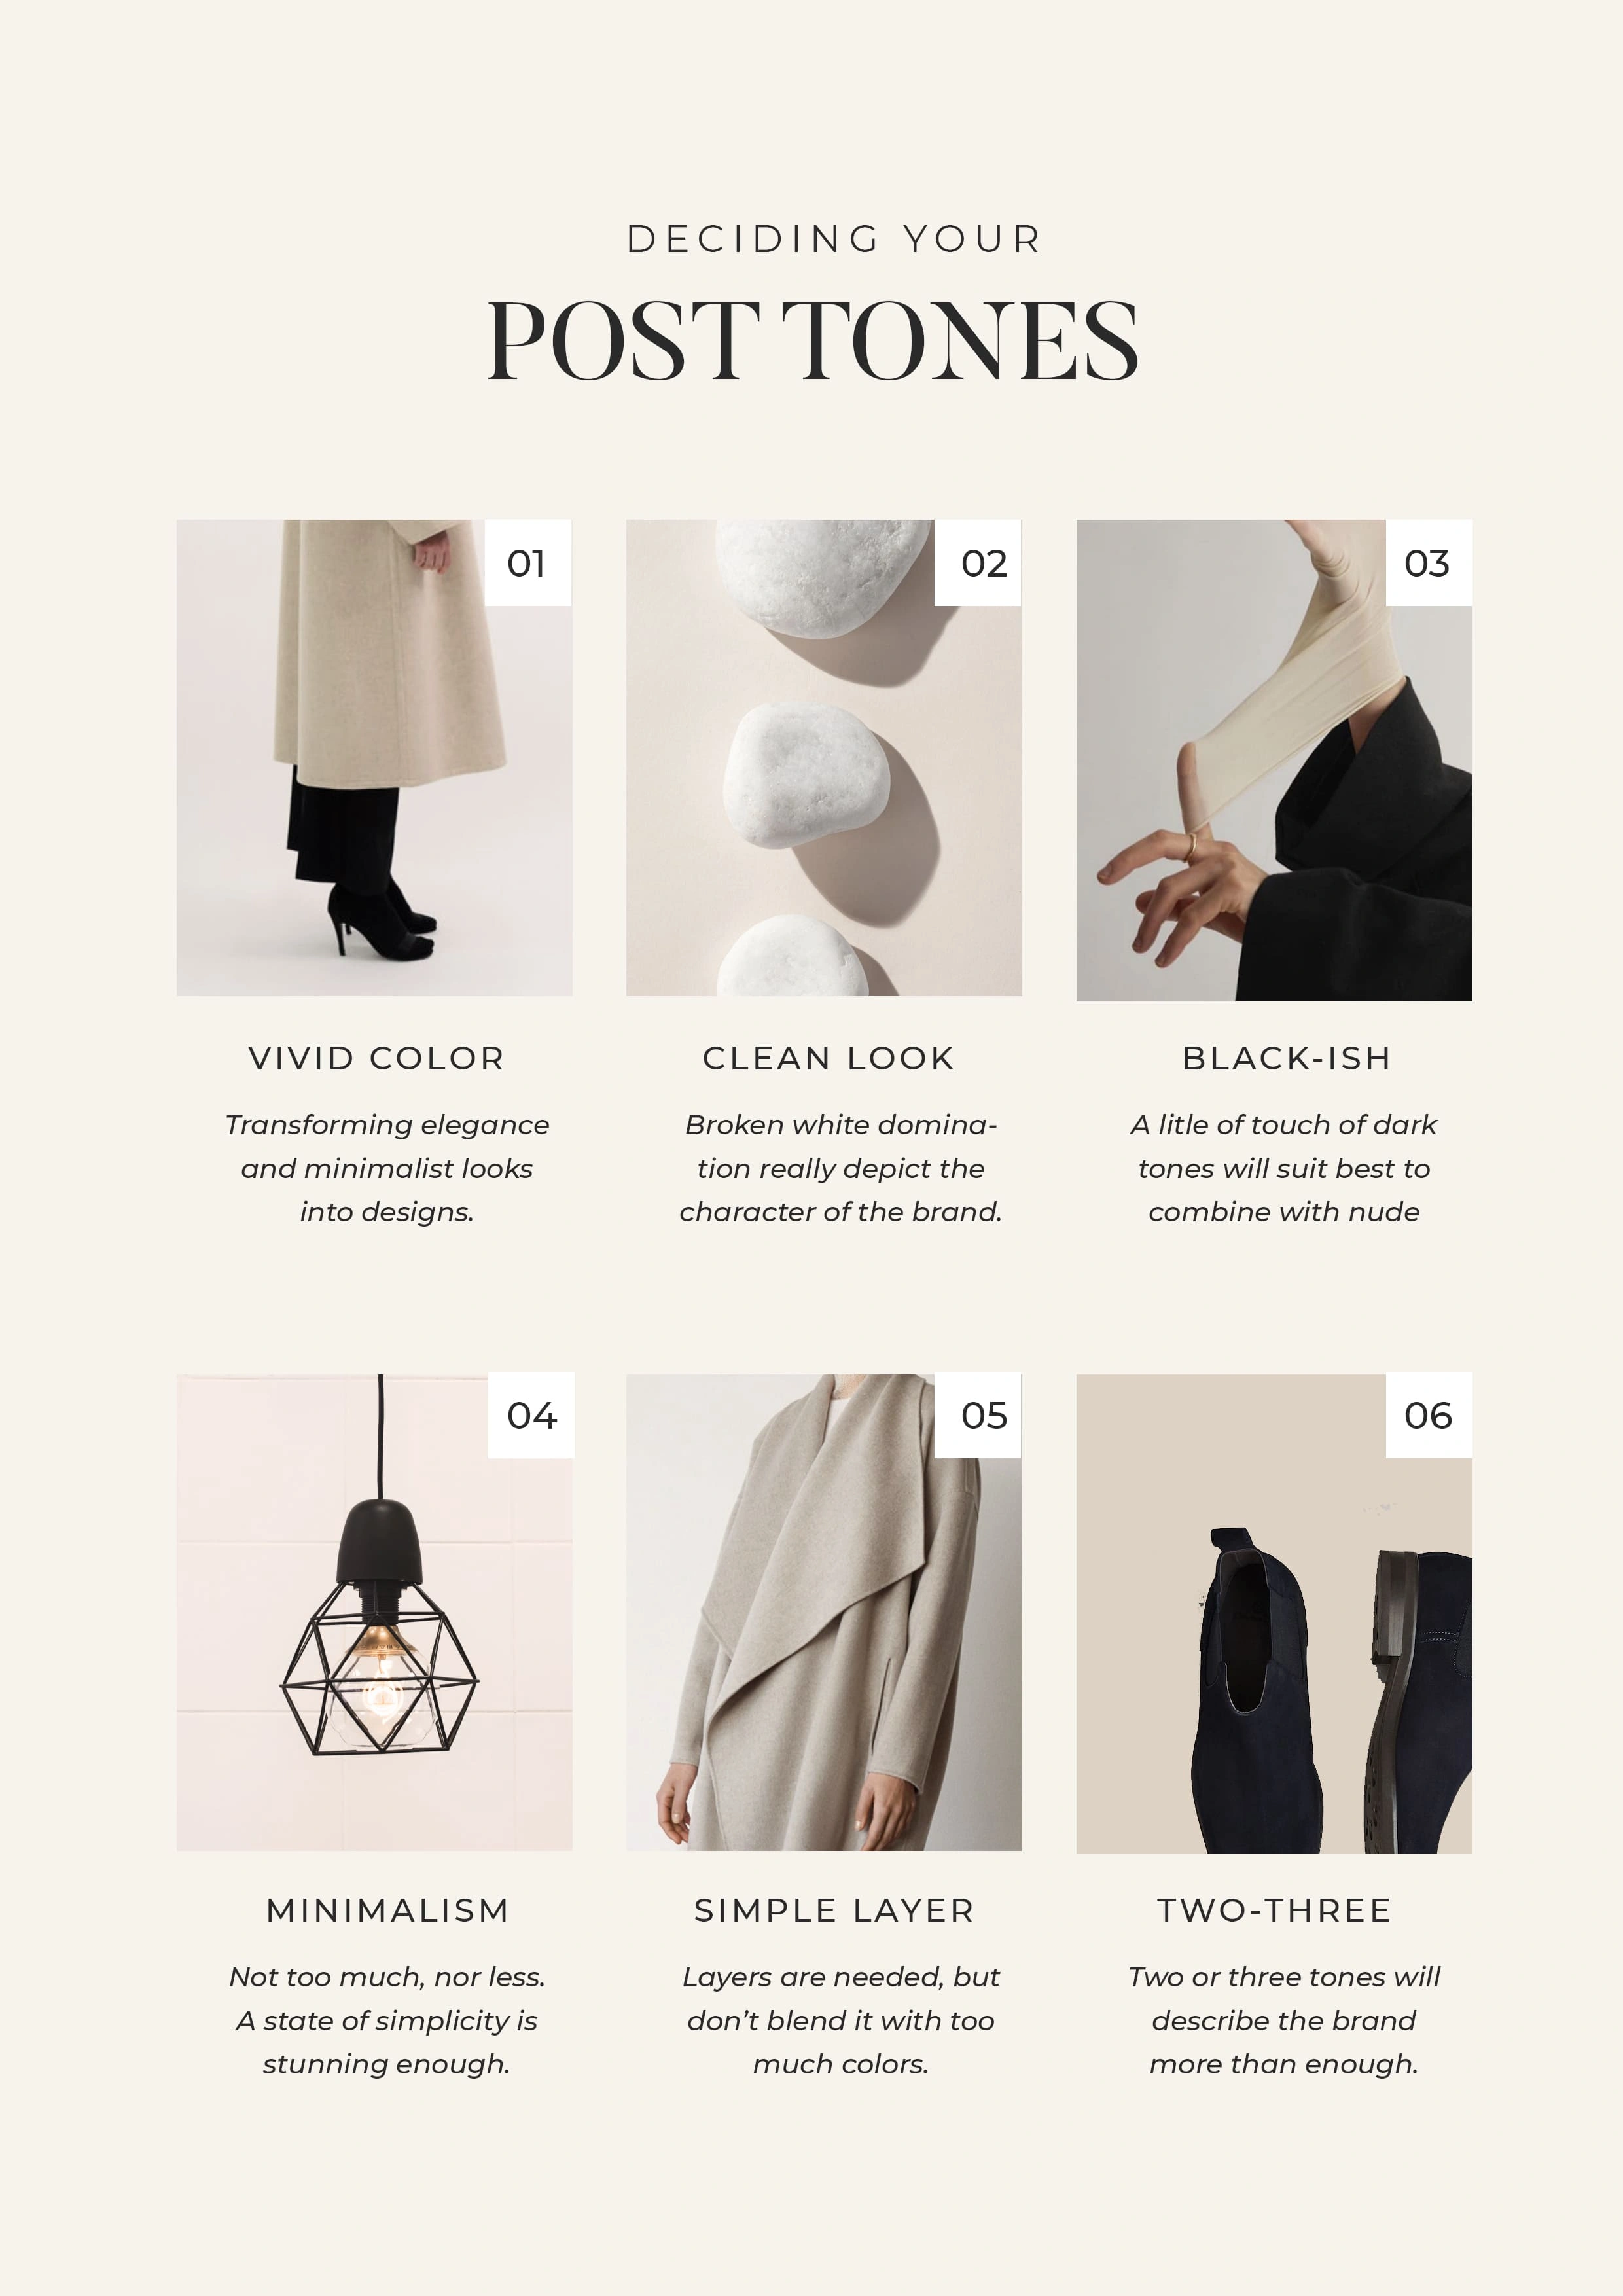 DECIDING YOUR
POST TONES
01
02
03
VIVID COLOR
Transforming elegance
and minimalist looks
into designs.
CLEAN LOOK
Broken white domina-
tion really depict the
character of the brand.
BLACK-ISH
A litle of touch of dark
tones will suit best to
combine with nude
04
05
06
MINIMALISM
Not too much, nor less.
A state of simplicity is
stunning enough.
SIMPLE LAYER
Layers are needed, but
don’t blend it with too
much colors.
TWO-THREE
Two or three tones will
describe the brand
more than enough.